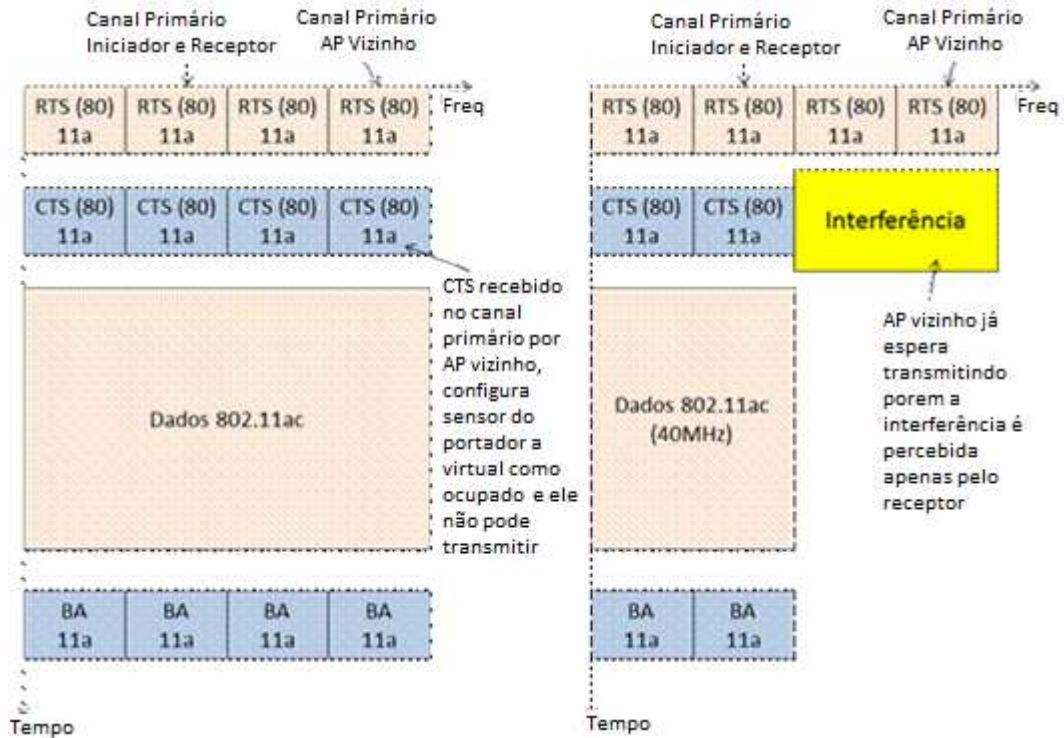 Canal Primário
Iniciador e Receptor
Canal Primário
AP Vizinho
Freq
RTS (80)
11a
RTS (80)
11a
RTS (80)
11a
RTS (80)
11a
CTS (80)
11a
CTS (80)
11a
CTS (80)
11a
CTS (80)
11a
CTS recebido
no canal
primário por
AP vizinho,
configura
sensor do
portador a
virtual como
ocupado e ele
não pode
transmitir
Dados 802.11ac
BA
11a
BA
11a
BA
11a
BA
11a
Tempo
Canal Primário
Iniciador e Receptor
Canal Primário
AP Vizinho
Freq
RTS (80)
11a
RTS (80)
11a
RTS (80)
11a
RTS (80)
11a
CTS (80)
11a
CTS (80)
11a
Interferência
AP vizinho já
espera
transmitindo
porem a
interferência é
percebida
apenas pelo
receptor
Dados 802.11ac
(40MHz)
BA
11a
BA
11a
Tempo